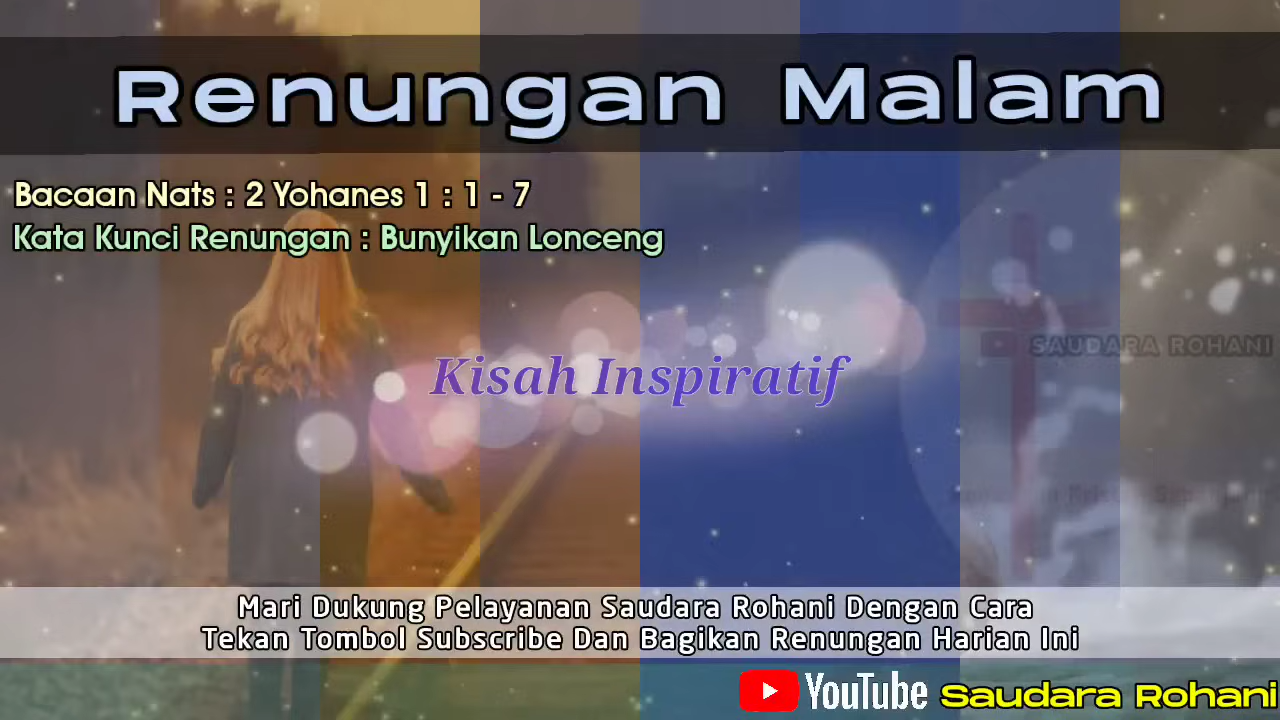 Renungan Malam
Bacaan Nats : 2 Yohanes 1 : 1 - 7
Kata Kunci Renungan : Bunyikan Lonceng
SAUDARA ROHANI
Kisah Inspiratif
Mari Dukung Pelayanan Saudara Rohani Dengan Cara
Tekan Tombol Subscribe Dan Bagikan Renungan Harian Ini
YouTube Saudara Rohani